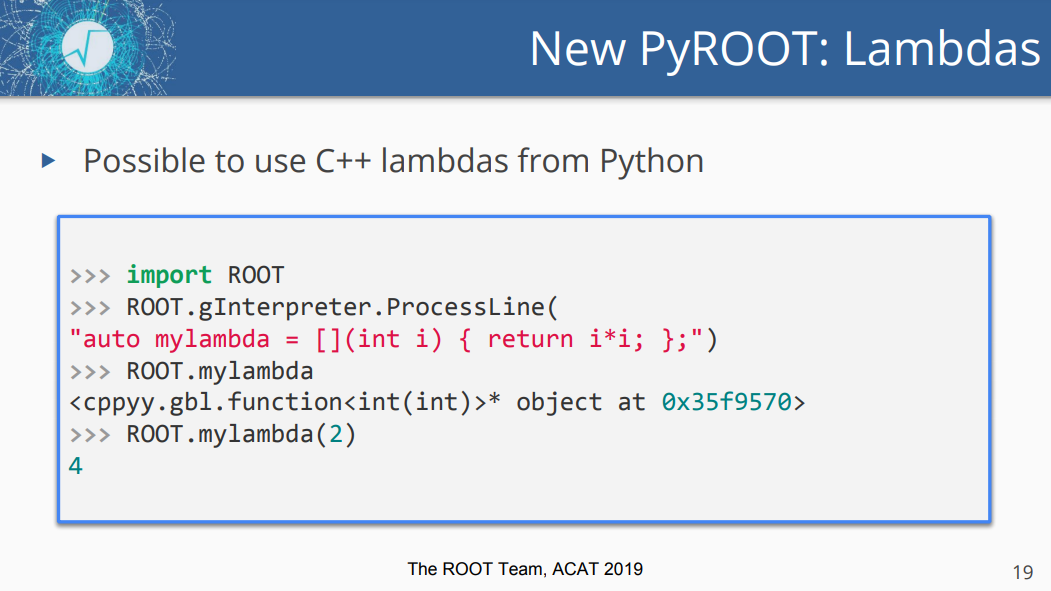 New PyROOT: Lambdas
Possible to use C++ lambdas from Python
>>> import ROOT
>>> ROOT.gInterpreter.ProcessLine(
"auto mylambda = [](int i) { return i*i; };")
>>> ROOT.mylambda
<cppyy.gbl.function<int(int)>* object at 0x35f9570>
>>> ROOT.mylambda(2)
4
The ROOT Team, ACAT 2019
19